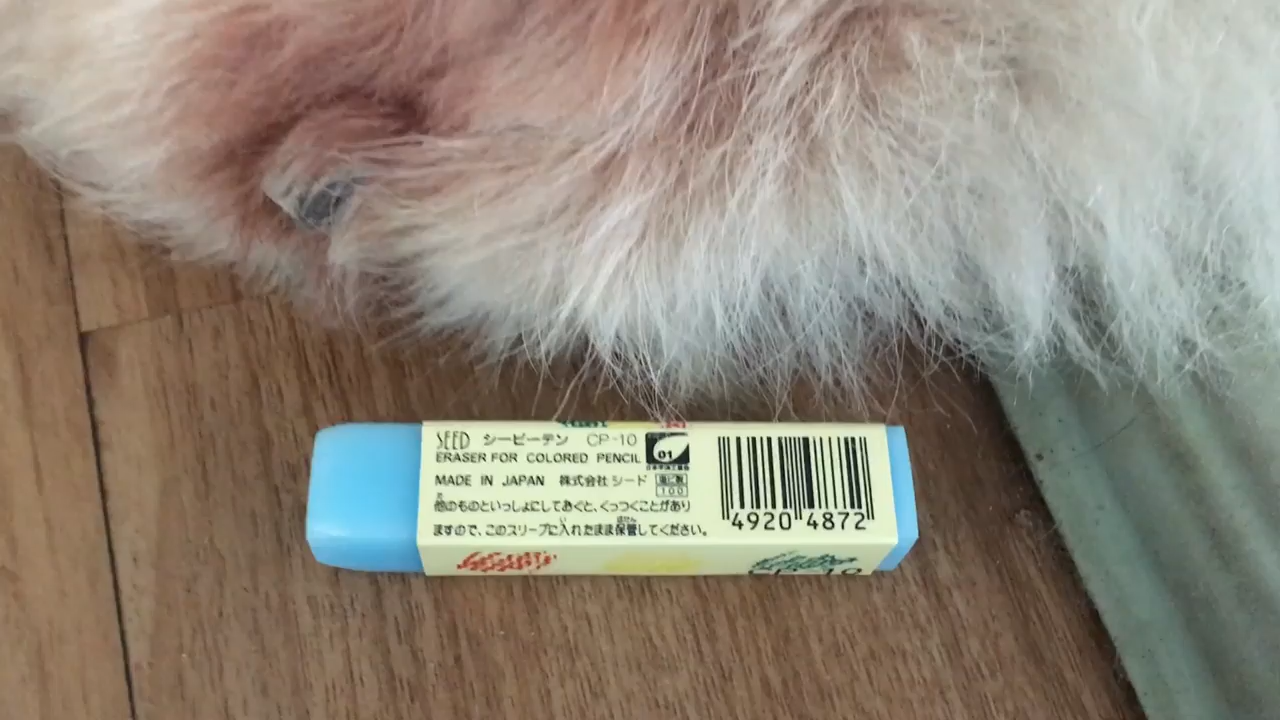 SEED シーピーテン CP-10
ERASER FOR COLORED PENCIL
01
MADE IN JAPAN 株式会社 シード
100
他のものといっしょにしておくと、くっつくことがあり
ますので、このスリーブに入れたまま保管してください。
4920 4872
CP-10